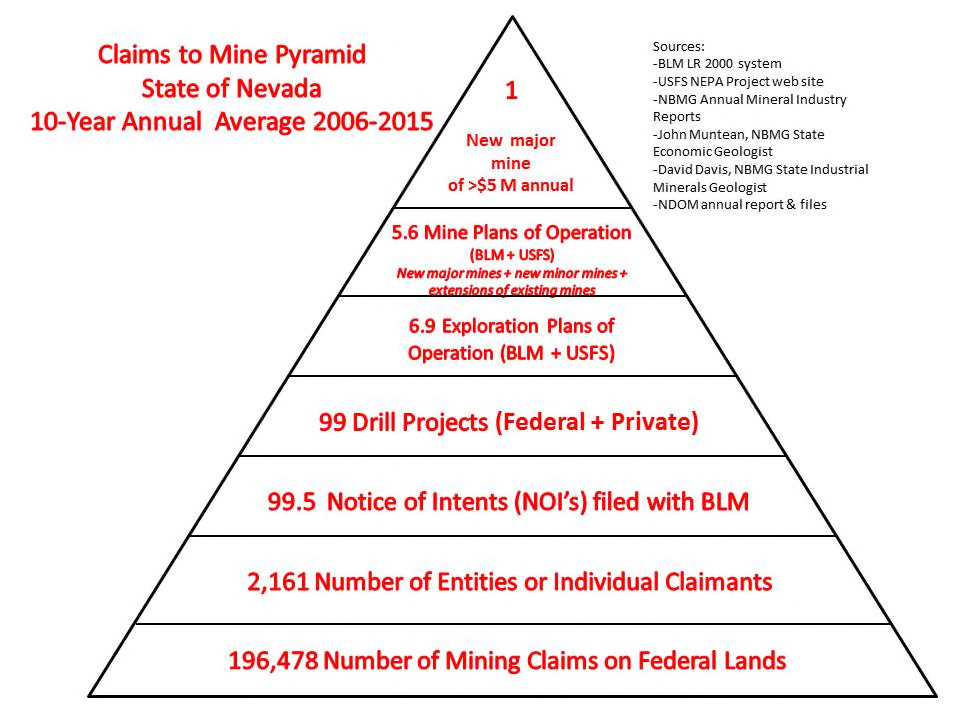 Claims to Mine Pyramid
State of Nevada
10-Year Annual Average 2006-2015
Sources:
-BLM LR 2000 system
-USFS NEPA Project web site
-NBMG Annual Mineral Industry
Reports
-John Muntean, NBMG State
Economic Geologist
-David Davis, NBMG State Industrial
Minerals Geologist
-NDOM annual report & files
1
New major
mine
of >$5 M annual
5.6 Mine Plans of Operation
(BLM + USFS)
New major mines + new minor mines +
extensions of existing mines
6.9 Exploration Plans of
Operation (BLM + USFS)
99 Drill Projects (Federal + Private)
99.5 Notice of Intents (NOI’s) filed with BLM
2,161 Number of Entities or Individual Claimants
196,478 Number of Mining Claims on Federal Lands